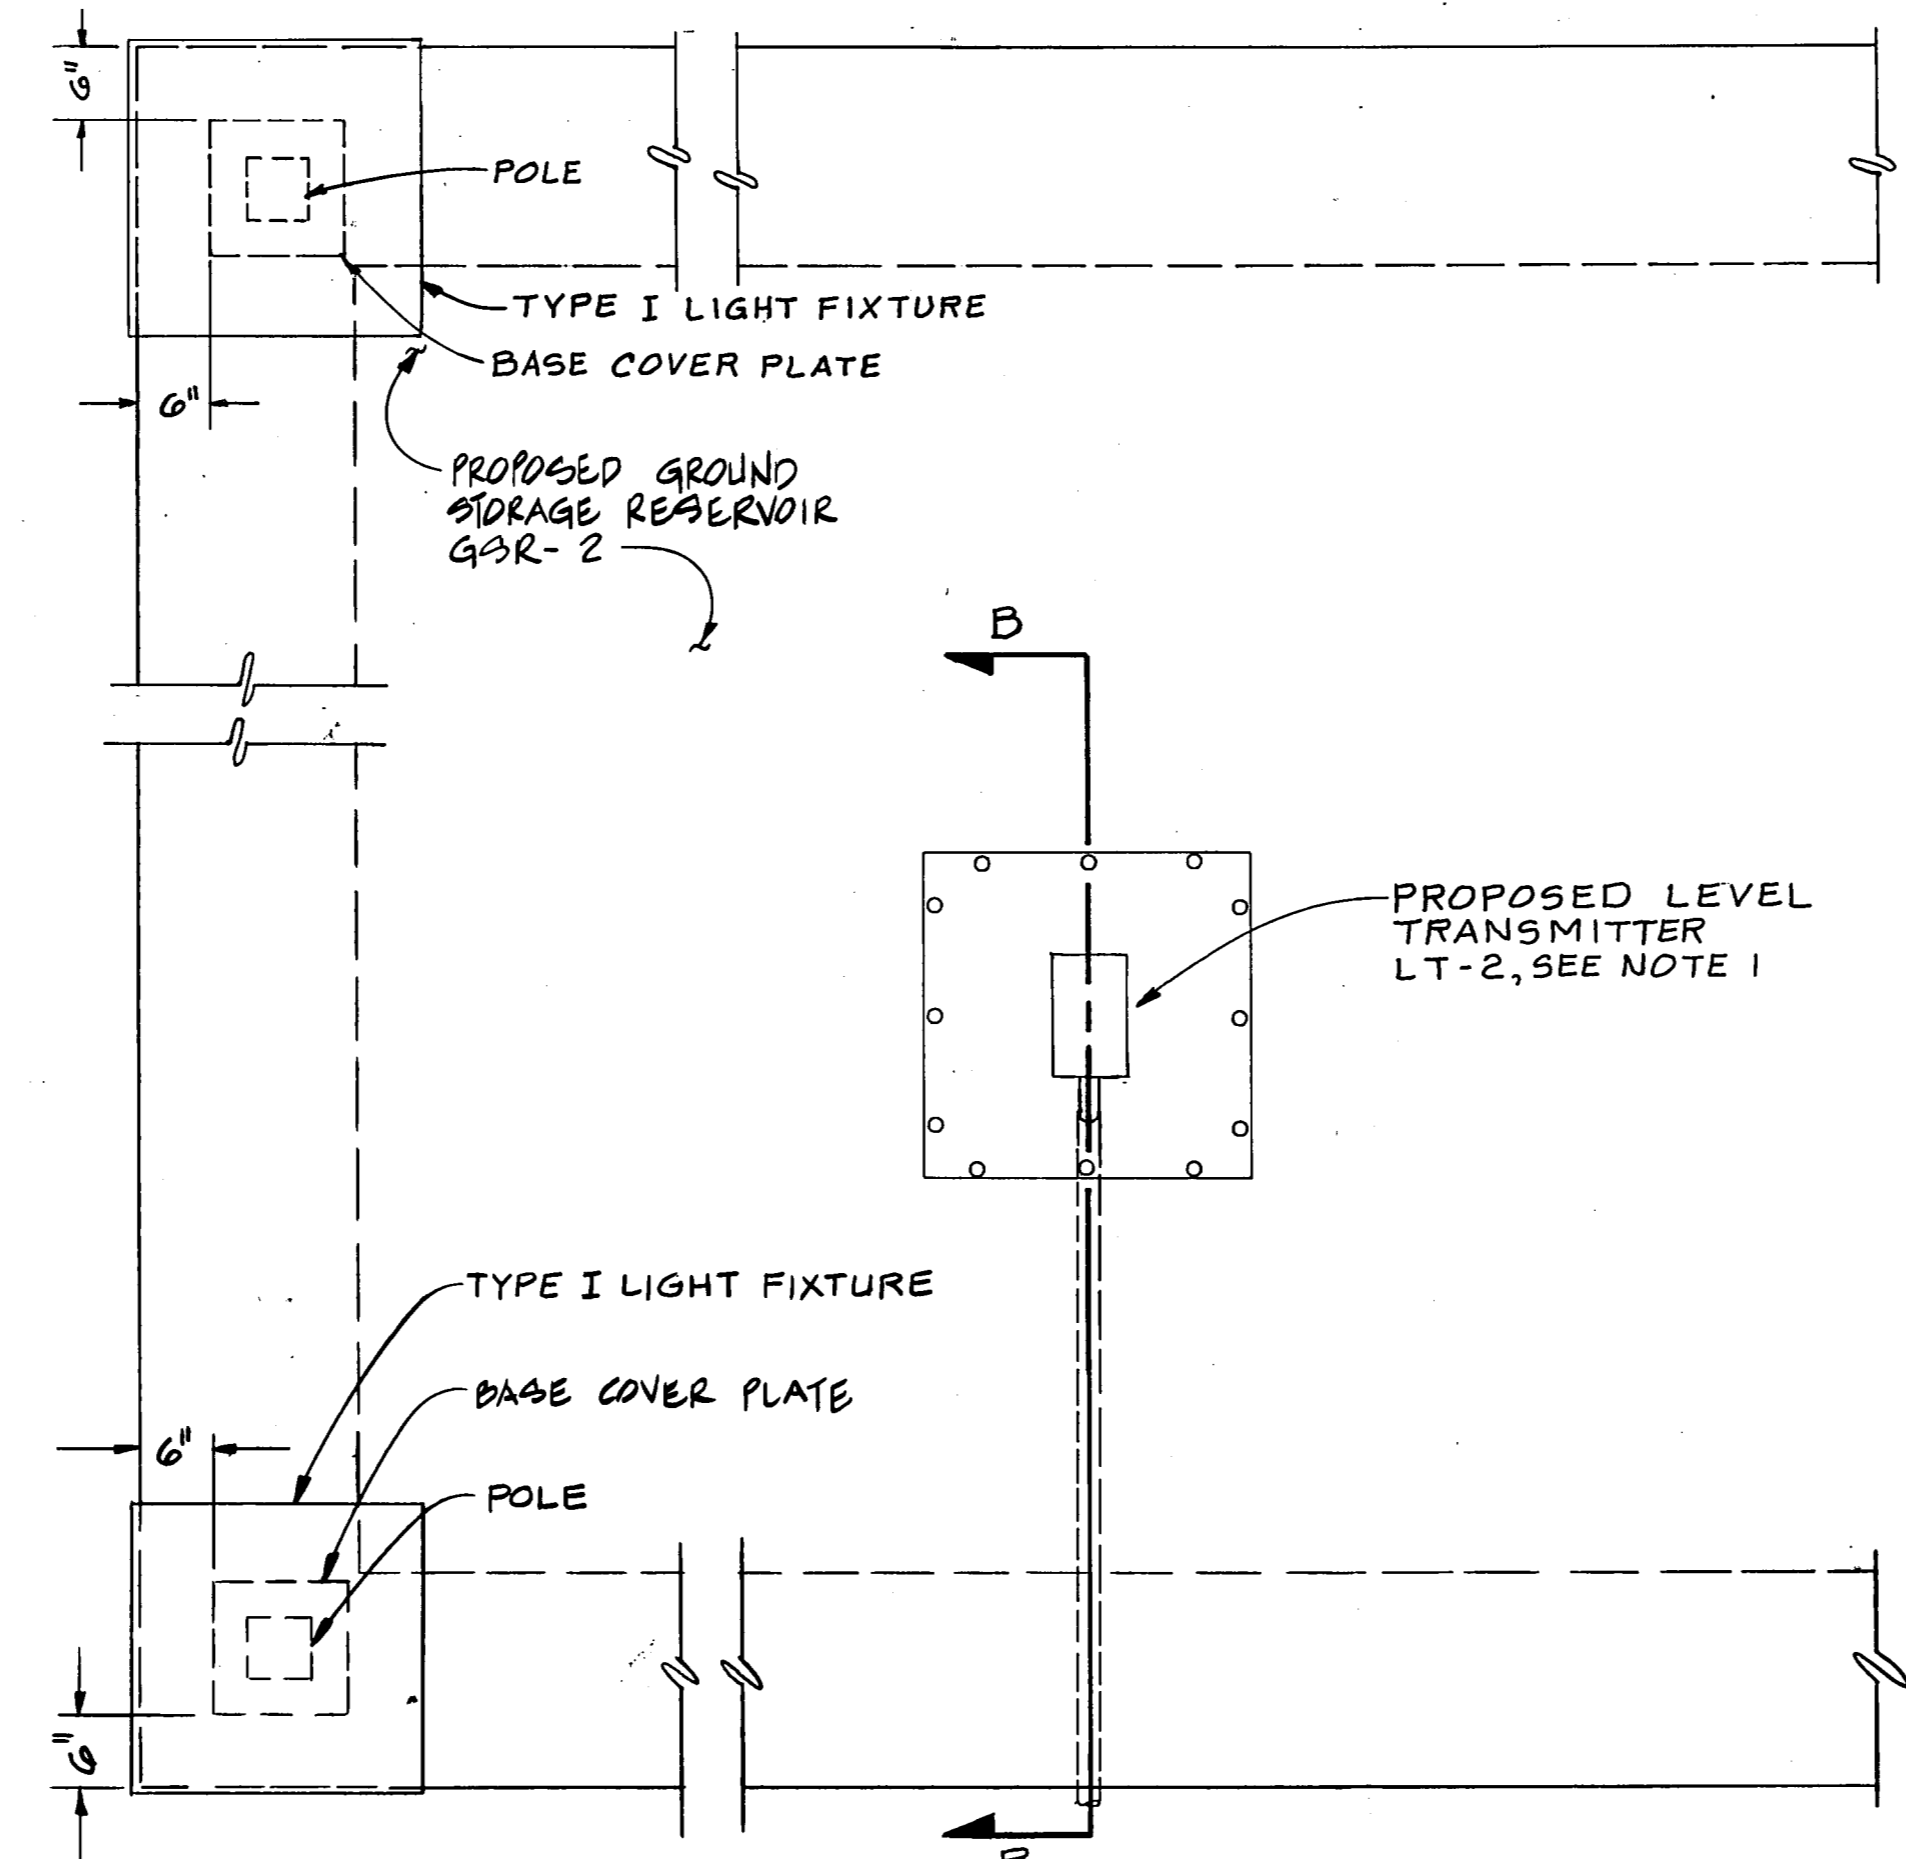 6"
POLE
TYPE I LIGHT FIXTURE
BASE COVER PLATE
6"
PROPOSED GROUND
STORAGE RESERVOIR
GSR-2
B
PROPOSED LEVEL
TRANSMITTER
LT-2, SEE NOTE 1
TYPE I LIGHT FIXTURE
BASE COVER PLATE
6"
POLE
6"